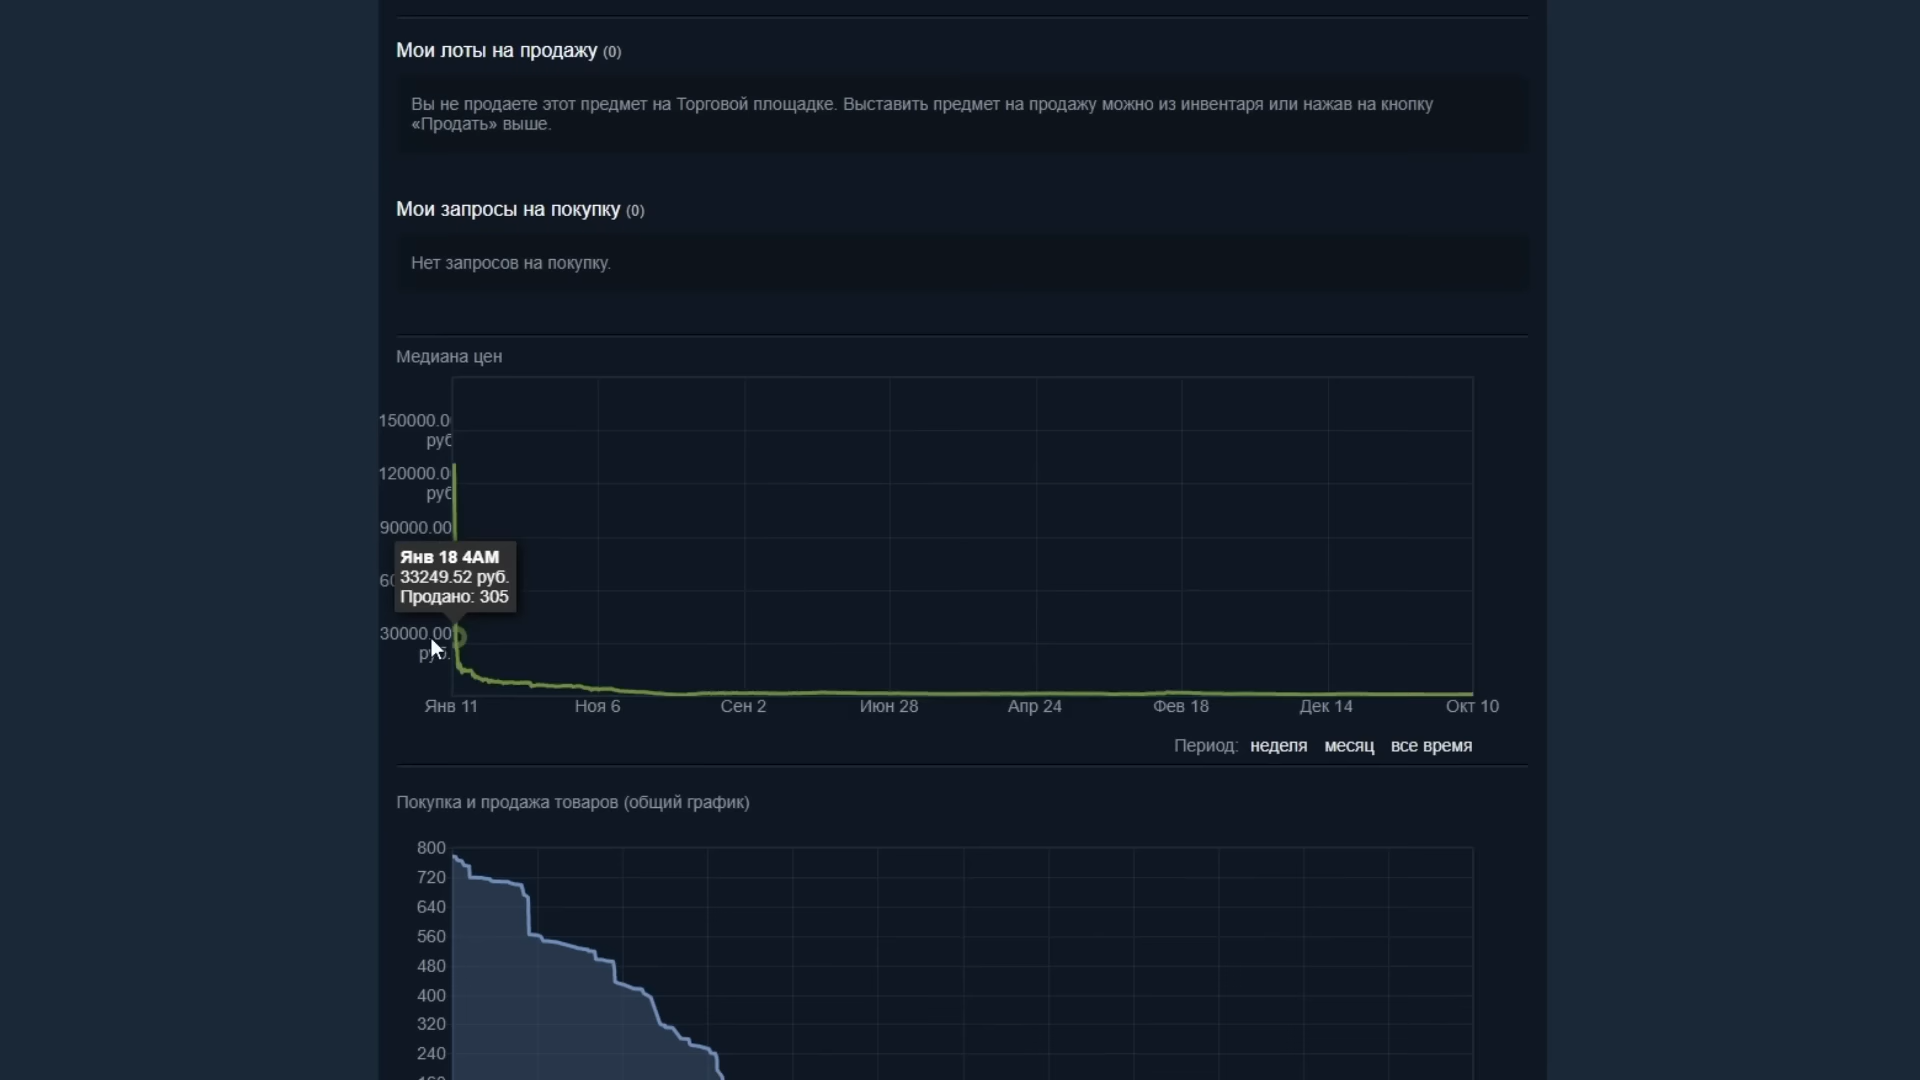 Мои лоты на продажу (0)
Вы не продаете этот предмет на Торговой площадке. Выставить предмет на продажу можно из инвентаря или нажав на кнопку
«Продать» выше.
Мои запросы на покупку (0)
Нет запросов на покупку.
Медиана цен
150000.0
руб
120000.0
руб
90000.00
Янв 18 4AM
33249.52 руб.
Продано: 305
60
30000.00
руб.
Янв 11 Ноя 6 Сен 2 Июн 28 Апр 24 Фев 18 Дек 14 Окт 10
Период: неделя месяц все время
Покупка и продажа товаров (общий график)
800
720
640
560
480
400
320
240